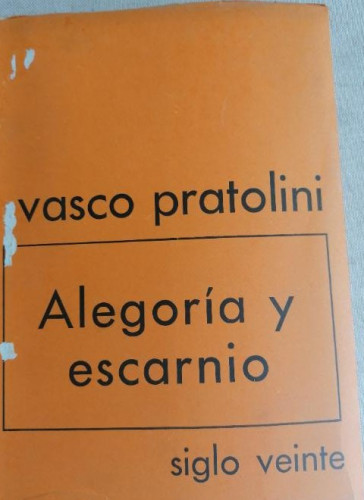 vasco pratolini
Alegoría y
escarnio
siglo veinte